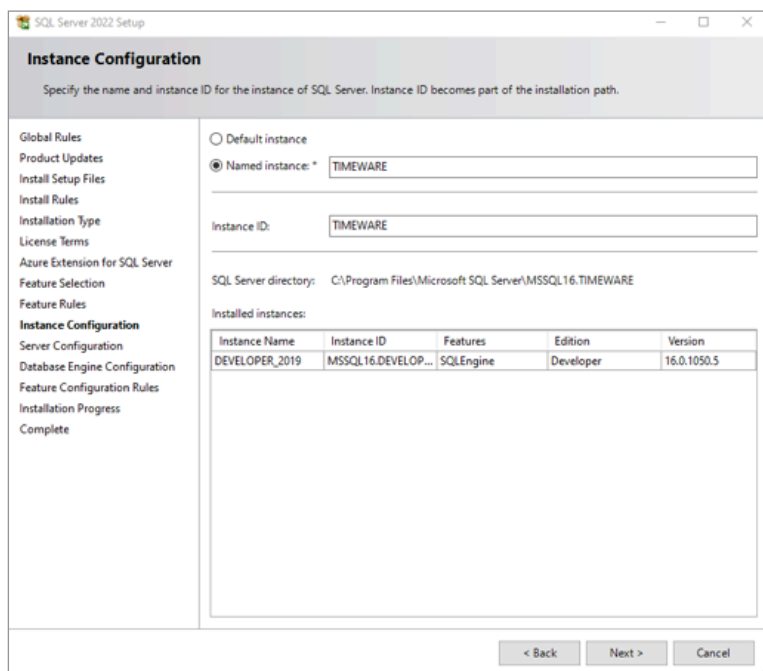 SQL Server 2022 Setup
Instance Configuration
Specify the name and instance ID for the instance of SQL Server. Instance ID becomes part of the installation path.
Global Rules
Product Updates
Install Setup Files
Install Rules
Installation Type
License Terms
Azure Extension for SQL Server
Feature Selection
Feature Rules
Instance Configuration
Server Configuration
Database Engine Configuration
Feature Configuration Rules
Installation Progress
Complete
Default instance
Named instance: * TIMEWARE
Instance ID: TIMEWARE
SQL Server directory: C:\Program Files\Microsoft SQL Server\MSSQL16.TIMEWARE
Installed instances:
Instance Name Instance ID Features Edition Version
DEVELOPER_2019 MSSQL16.DEVELOP... SQLEngine Developer 16.0.1050.5
< Back Next > Cancel